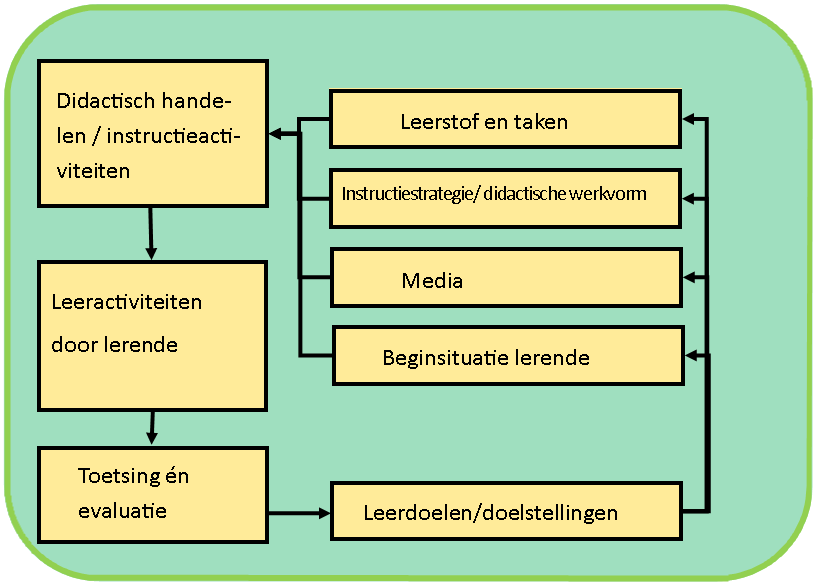 Didactisch hande-
len / instructieacti-
viteiten
Leerstof en taken
Instructiestrategie/ didactische werkvorm
Media
Beginsituatie lerende
Leeractiviteiten
door lerende
Toetsing én
evaluatie
Leerdoelen/doelstellingen